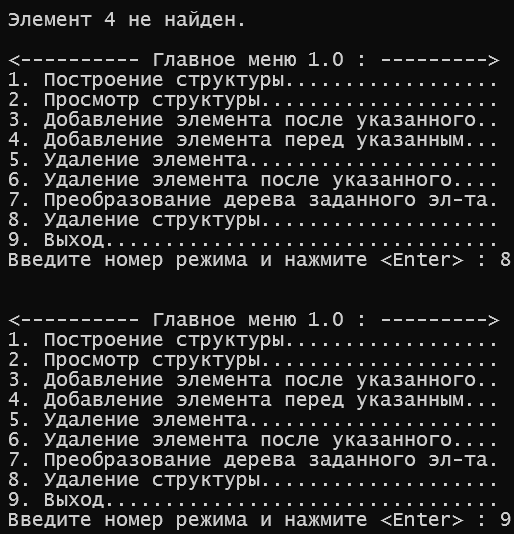 Элемент 4 не найден.
<---------- Главное меню 1.0 : --------->
1. Построение структуры..................
2. Просмотр структуры....................
3. Добавление элемента после указанного..
4. Добавление элемента перед указанным...
5. Удаление элемента.....................
6. Удаление элемента после указанного....
7. Преобразование дерева заданного эл-та.
8. Удаление структуры....................
9. Выход.................................
Введите номер режима и нажмите <Enter> : 8
<---------- Главное меню 1.0 : --------->
1. Построение структуры..................
2. Просмотр структуры....................
3. Добавление элемента после указанного..
4. Добавление элемента перед указанным...
5. Удаление элемента.....................
6. Удаление элемента после указанного....
7. Преобразование дерева заданного эл-та.
8. Удаление структуры....................
9. Выход.................................
Введите номер режима и нажмите <Enter> : 9